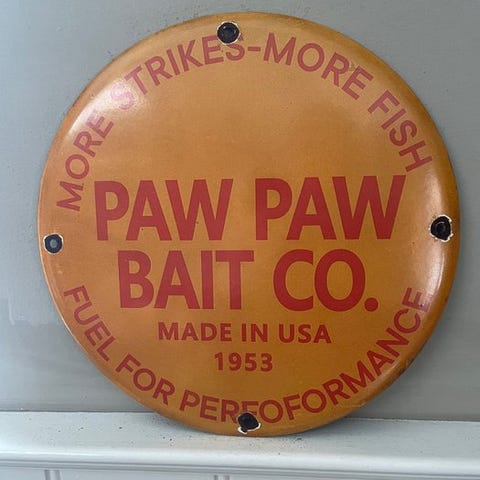 MORE STRIKES-MORE FISH
PAW PAW
BAIT CO.
MADE IN USA
1953
FUEL FOR PERFOFORMANCE